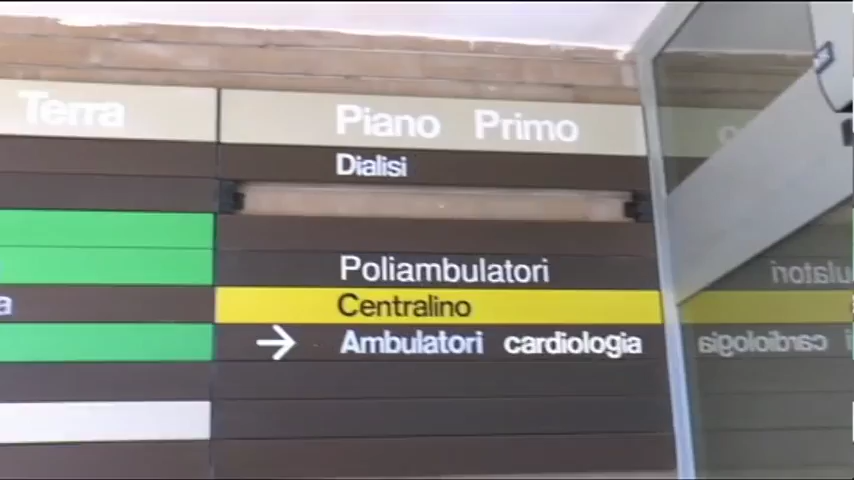 Terra
Piano Primo
Dialisi
Poliambulatori
Centralino
a
→ Ambulatori cardiologia